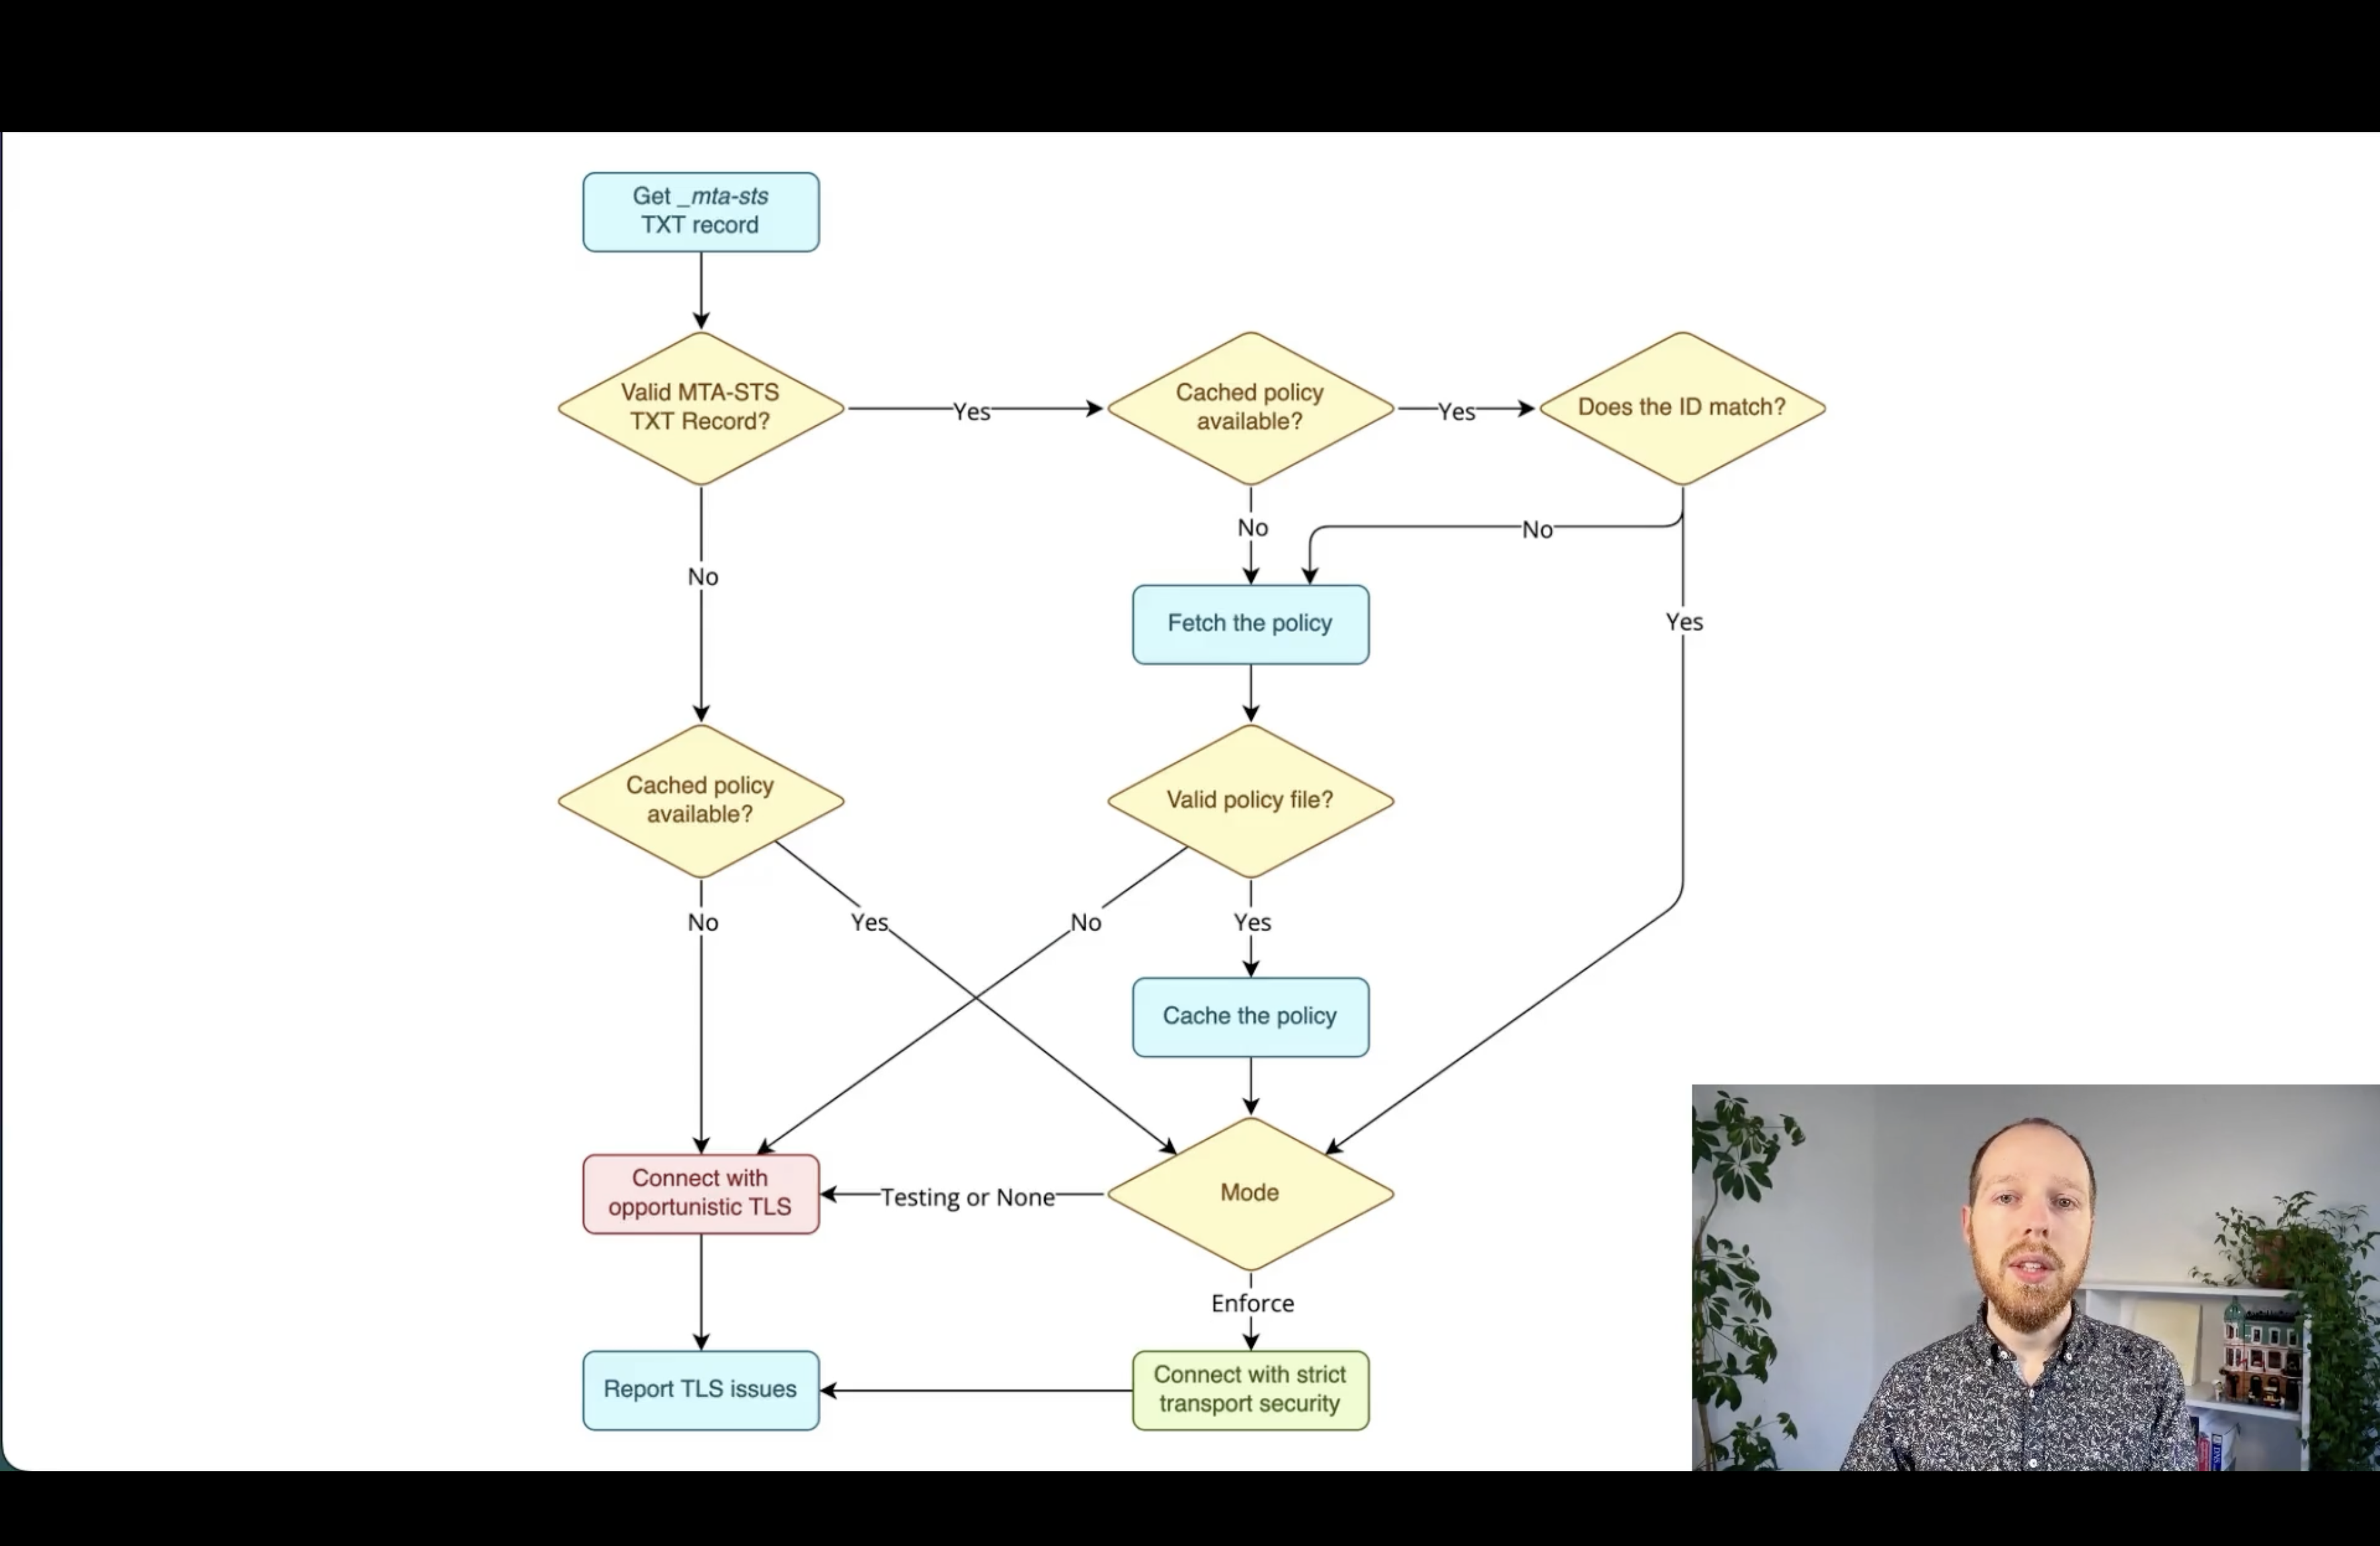 Get _mta-sts
TXT record
Valid MTA-STS
TXT Record?
Yes
Cached policy
available?
Yes
Does the ID match?
No
No
No
Fetch the policy
Yes
Cached policy
available?
Valid policy file?
No
Yes
No
Yes
Cache the policy
Connect with
opportunistic TLS
Testing or None
Mode
Enforce
Report TLS issues
Connect with strict
transport security
DNS